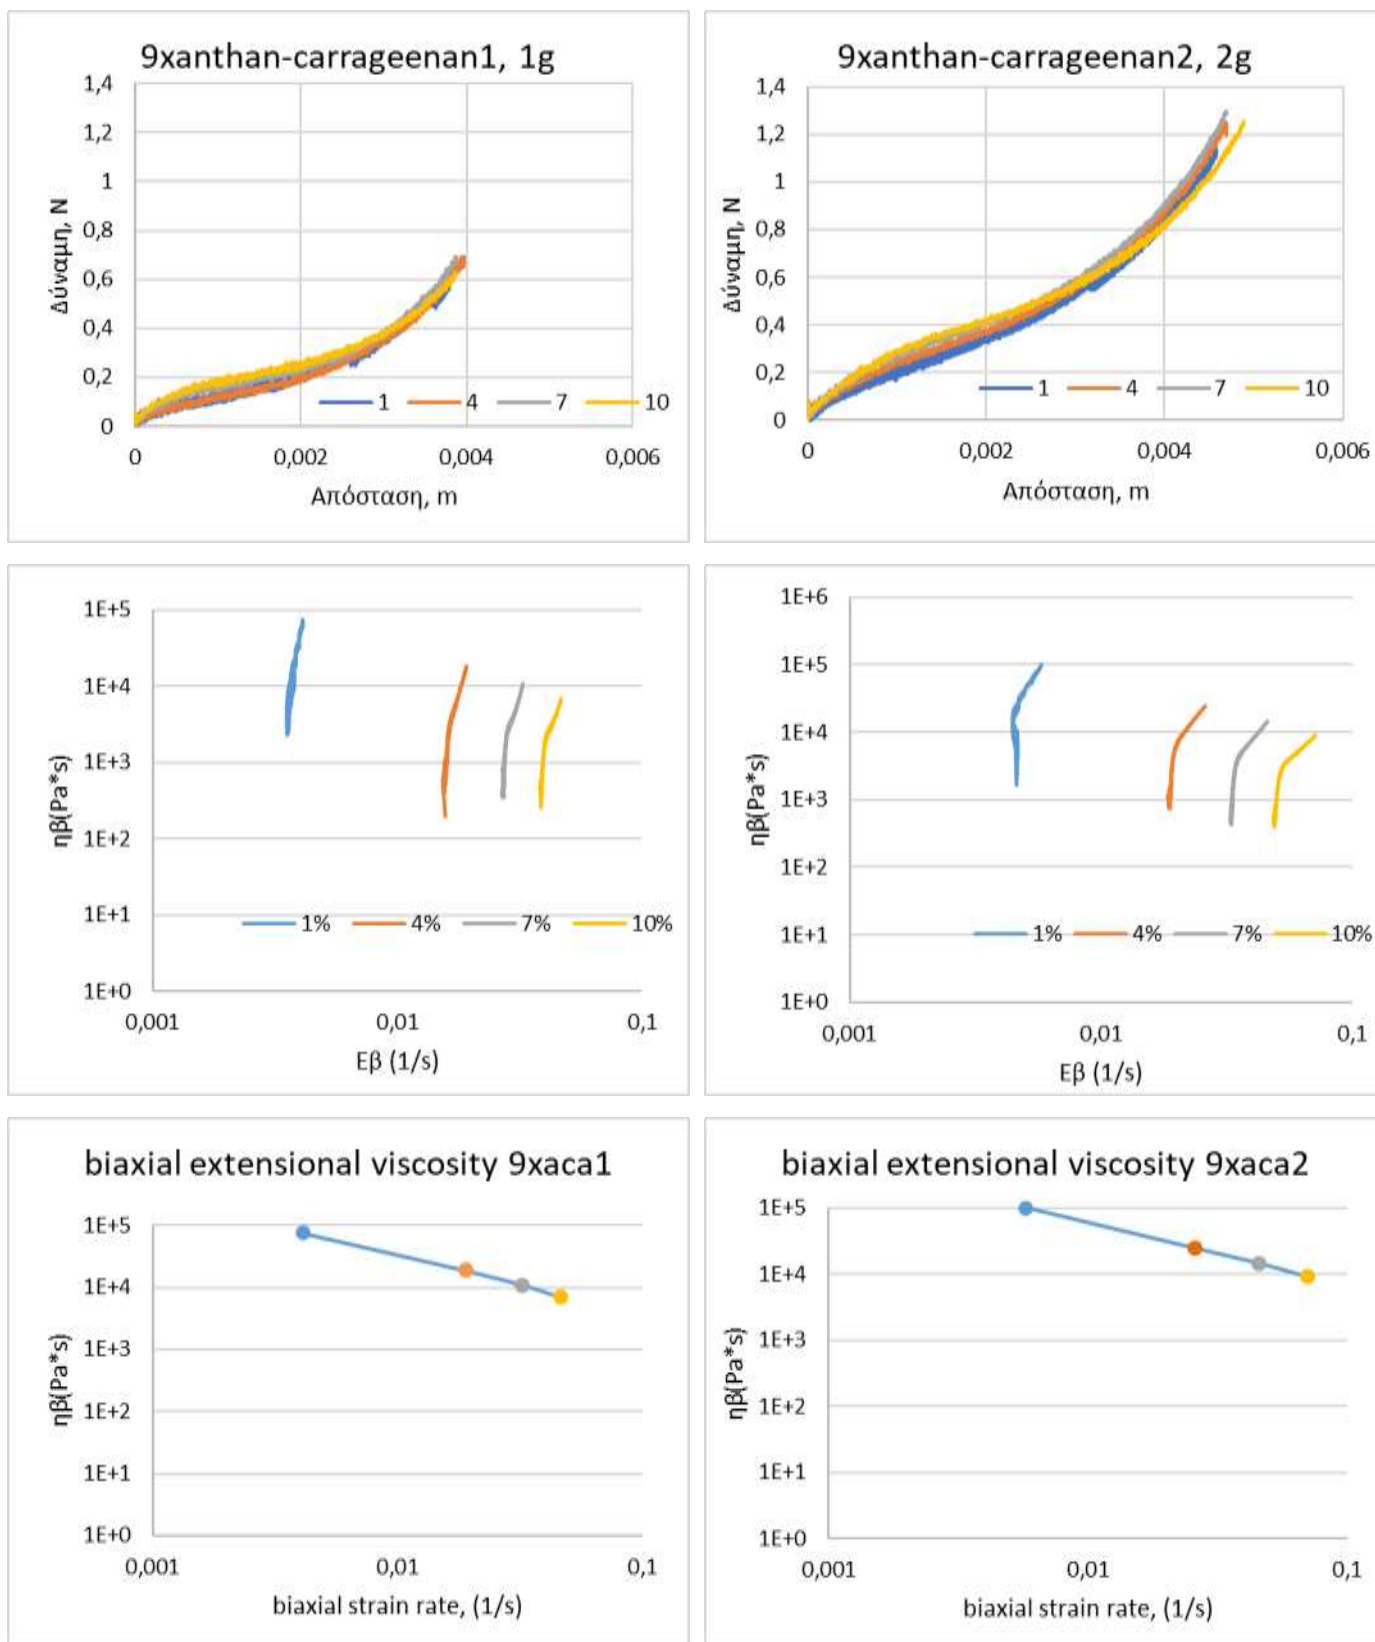 9xanthan-carrageenan1, 1g
1,4
1,2
1
0,8
0,6
0,4
0,2
0
Δύναμη, N
1 4 7 10
0 0,002 0,004 0,006
Απόσταση, m
9xanthan-carrageenan2, 2g
1,4
1,2
1
0,8
0,6
0,4
0,2
0
Δύναμη, N
1 4 7 10
0 0,002 0,004 0,006
Απόσταση, m
1E+5
1E+4
1E+3
1E+2
1E+1
1E+0
ηβ(Pa*s)
1% 4% 7% 10%
0,001 0,01 0,1
Εβ (1/s)
1E+6
1E+5
1E+4
1E+3
1E+2
1E+1
1E+0
ηβ(Pa*s)
1% 4% 7% 10%
0,001 0,01 0,1
Εβ (1/s)
biaxial extensional viscosity 9xaca1
1E+5
1E+4
1E+3
1E+2
1E+1
1E+0
ηβ(Pa*s)
0,001 0,01 0,1
biaxial strain rate, (1/s)
biaxial extensional viscosity 9xaca2
1E+5
1E+4
1E+3
1E+2
1E+1
1E+0
ηβ(Pa*s)
0,001 0,01 0,1
biaxial strain rate, (1/s)